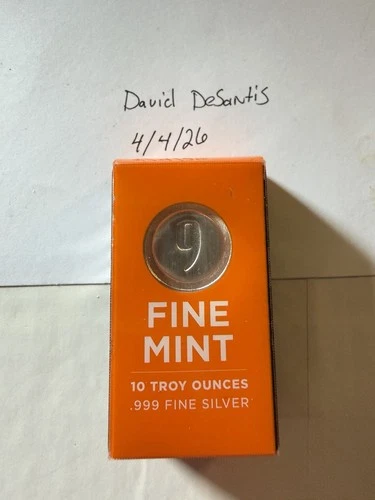 David DeSantis
4/4/26
9
FINE
MINT
10 TROY OUNCES
.999 FINE SILVER